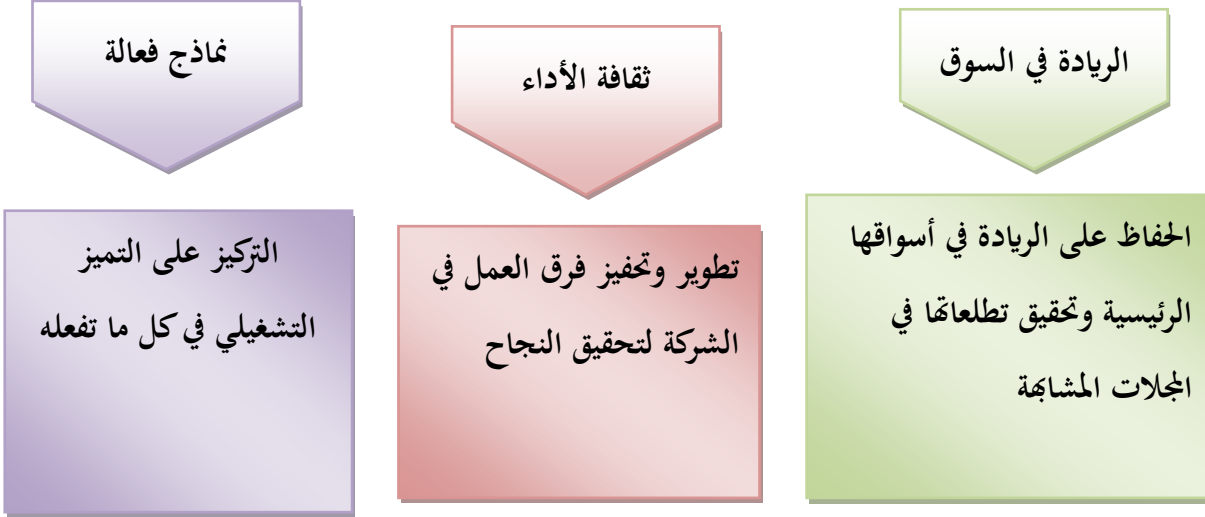 الريادة في السوق
الحفاظ على الريادة في أسواقها
الرئيسية وتحقيق تطلعاتها في
المجلات المشابهة
ثقافة الأداء
تطوير وتحفيز فرق العمل في
الشركة لتحقيق النجاح
نماذج فعالة
التركيز على التميز
التشغيلي في كل ما تفعله